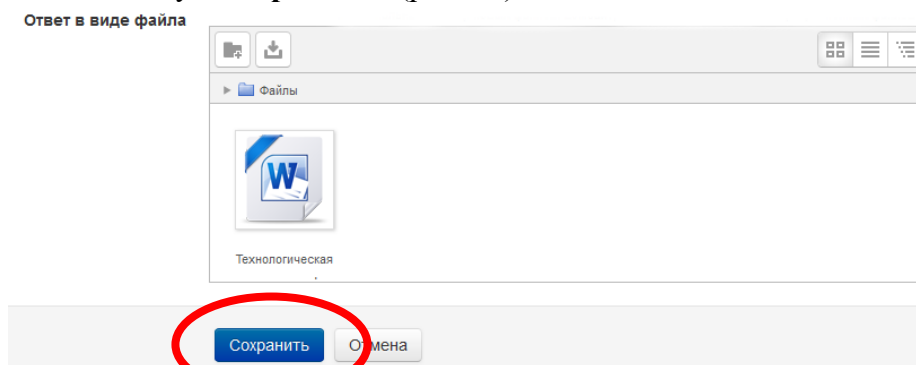 Ответ в виде файла
Файлы
W
Технологическая
Сохранить Отмена